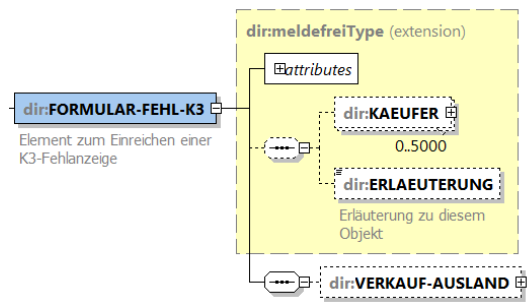 dir:meldefreiType (extension)
attributes
dir:FORMULAR-FEHL-K3
Element zum Einreichen einer
K3-Fehlanzeige
dir:KAEUFER
0..5000
dir:ERLAEUTERUNG
Erläuterung zu diesem
Objekt
dir:VERKAUF-AUSLAND